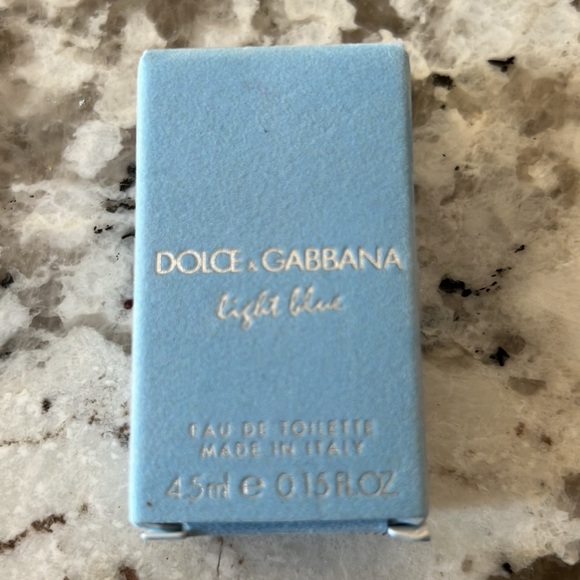 DOLCE & GABBANA
light blue
EAU DE TOILETTE
MADE IN ITALY
4.5ml e 0.15 FL.OZ.